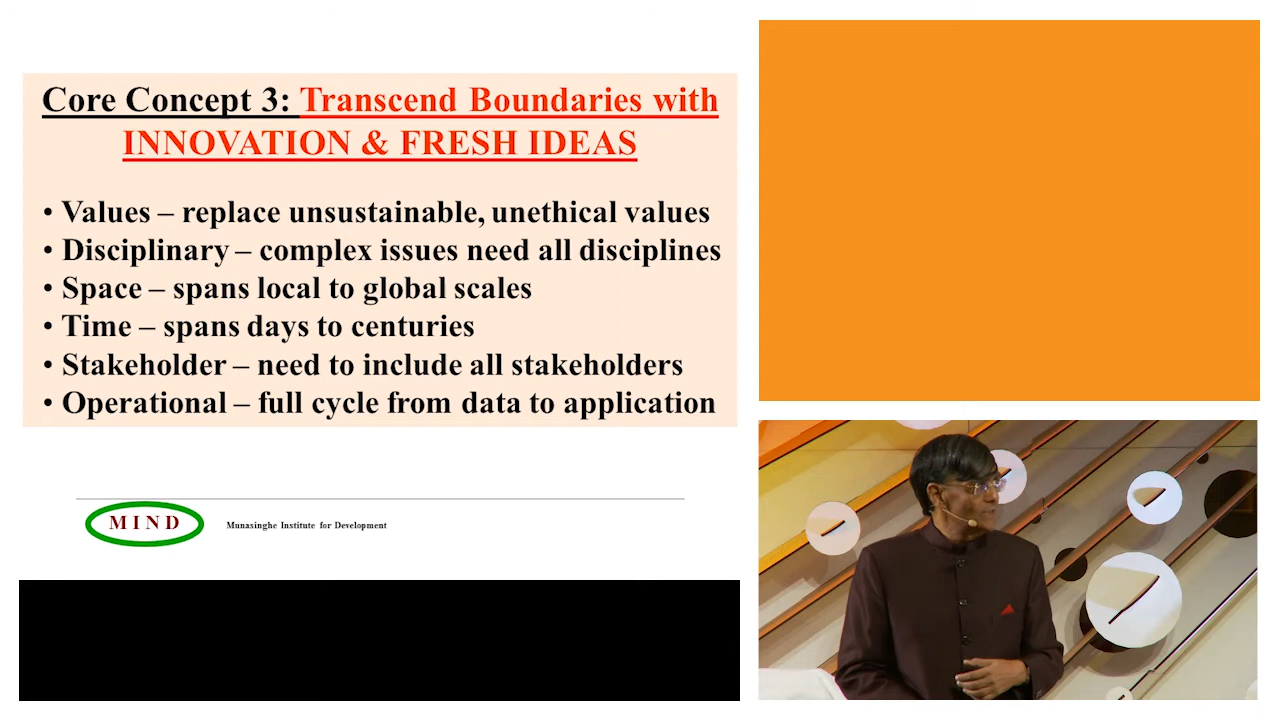 Core Concept 3: Transcend Boundaries with
INNOVATION & FRESH IDEAS
• Values – replace unsustainable, unethical values
• Disciplinary – complex issues need all disciplines
• Space – spans local to global scales
• Time – spans days to centuries
• Stakeholder – need to include all stakeholders
• Operational – full cycle from data to application
M I N D
Munasinghe Institute for Development